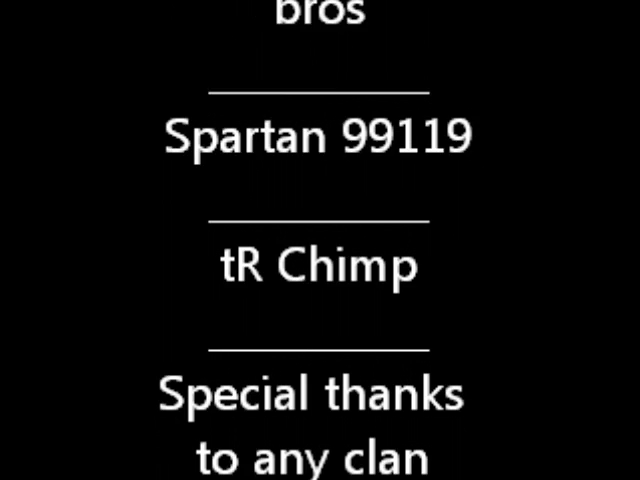 bros
Spartan 99119
tR Chimp
Special thanks
to any clan